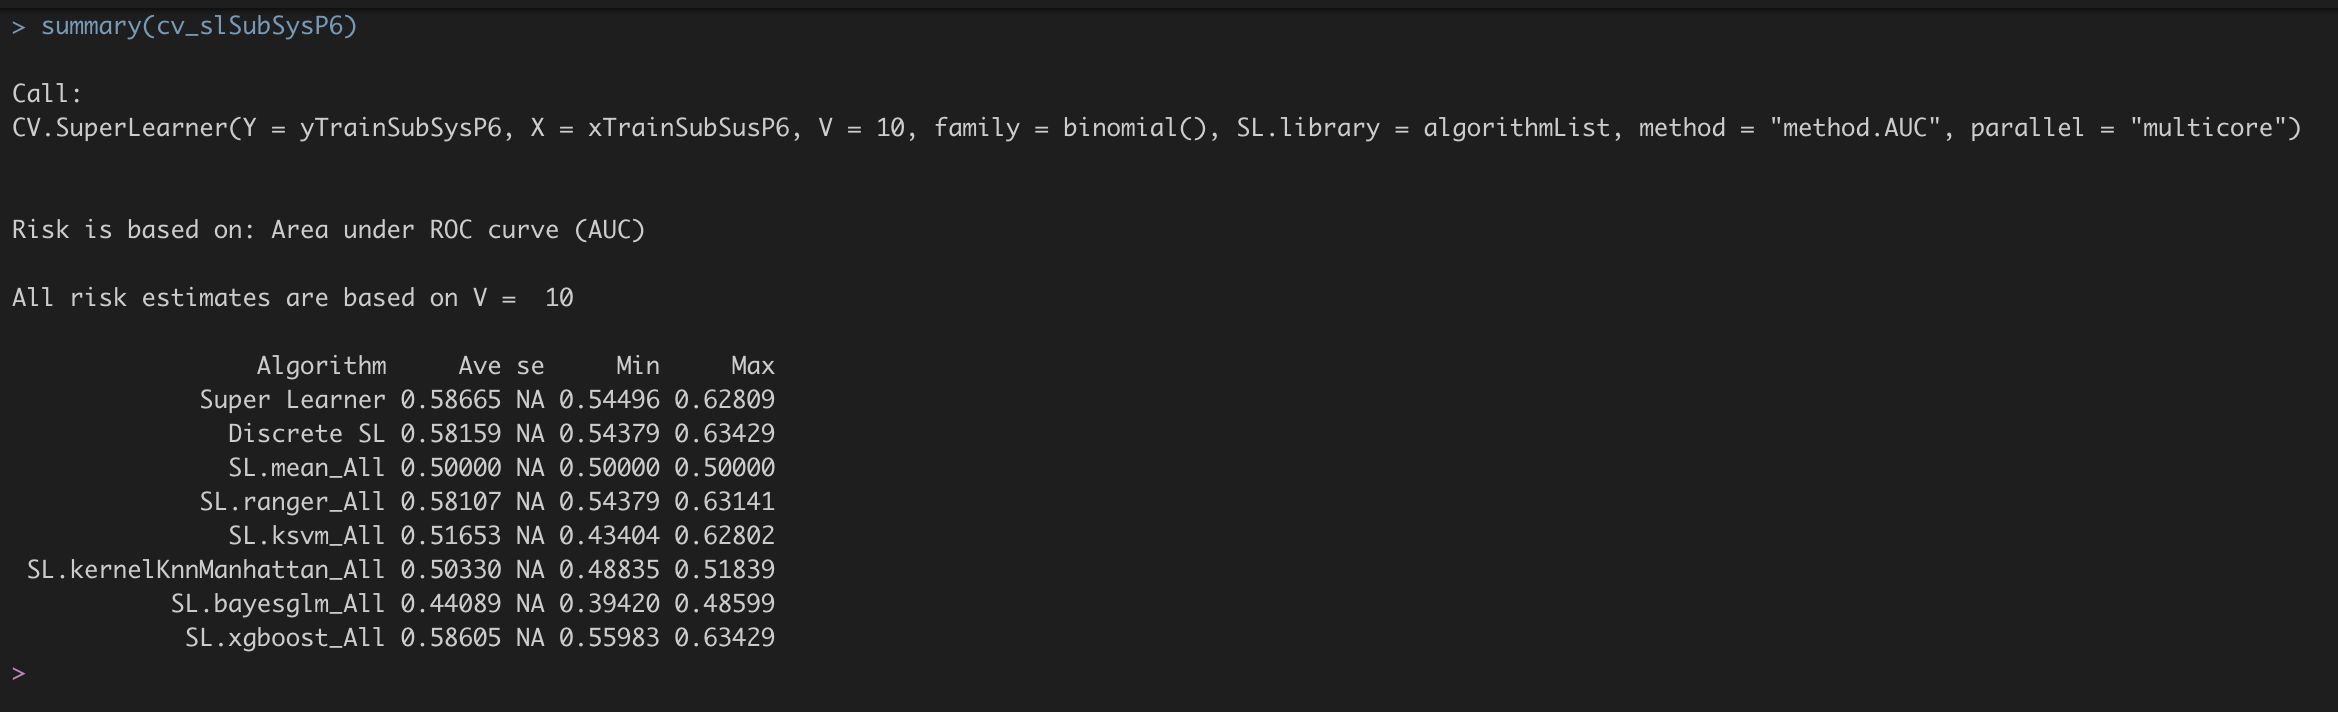 > summary(cv_slSubSysP6)
Call:
CV.SuperLearner(Y = yTrainSubSysP6, X = xTrainSubSusP6, V = 10, family = binomial(), SL.library = algorithmList, method = "method.AUC", parallel = "multicore")
Risk is based on: Area under ROC curve (AUC)
All risk estimates are based on V =  10
Algorithm     Ave se     Min     Max
Super Learner 0.58665 NA 0.54496 0.62809
Discrete SL 0.58159 NA 0.54379 0.63429
SL.mean_All 0.50000 NA 0.50000 0.50000
SL.ranger_All 0.58107 NA 0.54379 0.63141
SL.ksvm_All 0.51653 NA 0.43404 0.62802
SL.kernelKnnManhattan_All 0.50330 NA 0.48835 0.51839
SL.bayesglm_All 0.44089 NA 0.39420 0.48599
SL.xgboost_All 0.58605 NA 0.55983 0.63429
>